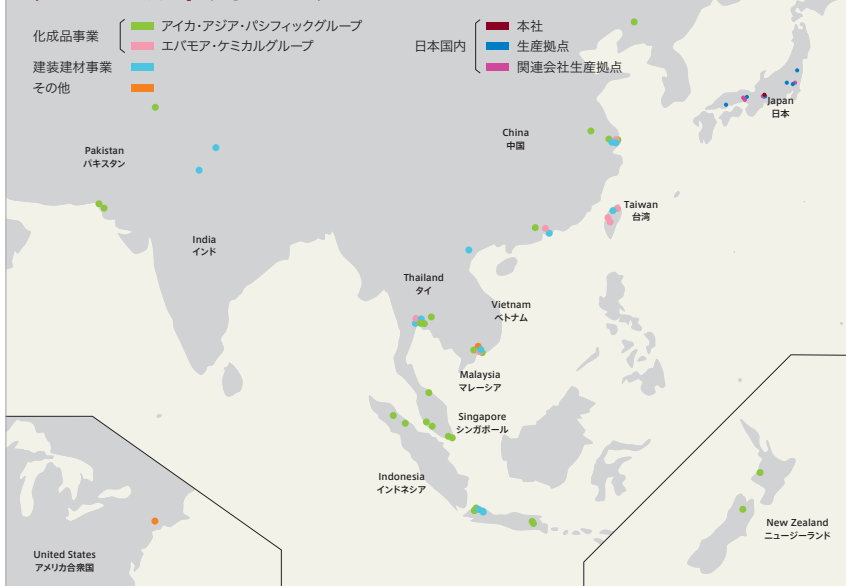 化成品事業
アイカ・アジア・パシフィックグループ
エバモア・ケミカルグループ
建装建材事業
その他
日本国内
本社
生産拠点
関連会社生産拠点
Japan
日本
China
中国
Pakistan
パキスタン
Taiwan
台湾
India
インド
Thailand
タイ
Vietnam
ベトナム
Malaysia
マレーシア
Singapore
シンガポール
Indonesia
インドネシア
New Zealand
ニュージーランド
United States
アメリカ合衆国